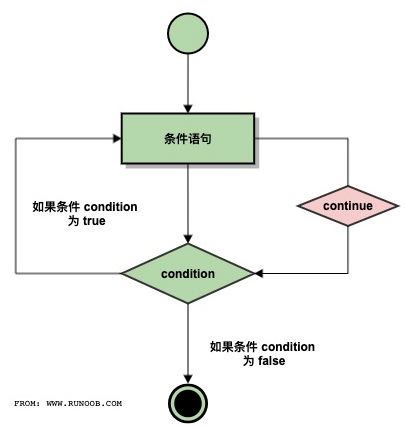 条件语句
如果条件 condition
为 true
continue
condition
如果条件 condition
为 false
FROM: WWW.RUNOOB.COM